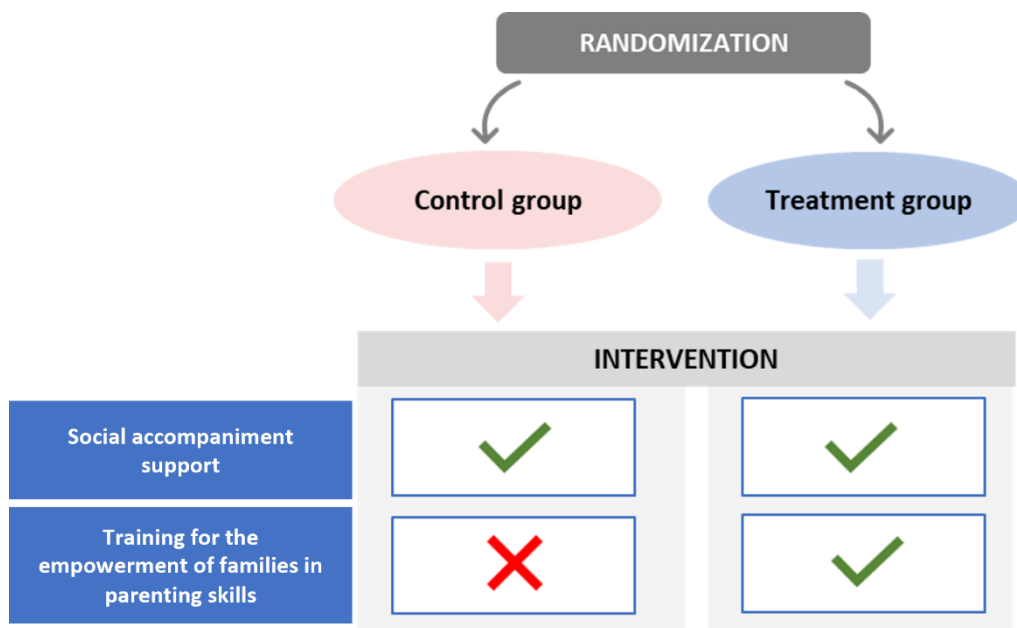 RANDOMIZATION
Control group
Treatment group
INTERVENTION
Social accompaniment
support
Training for the
empowerment of families in
parenting skills